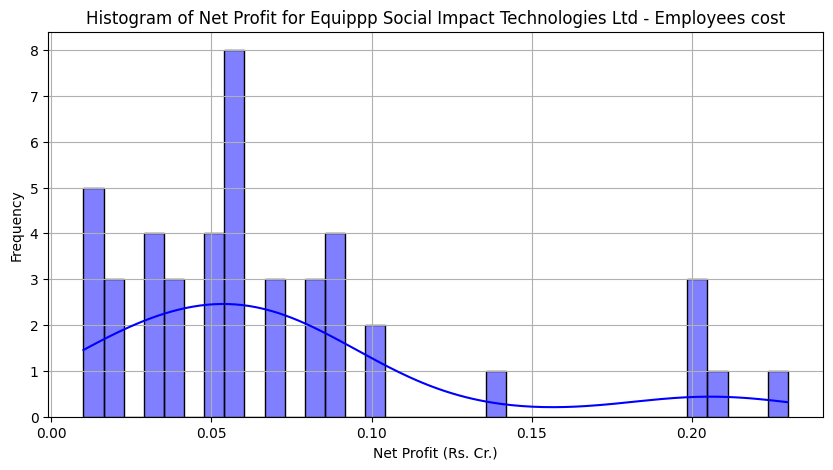 Histogram of Net Profit for Equippp Social Impact Technologies Ltd - Employees cost
8
7
6
5
4
3
2
1
0
Frequency
0.00 0.05 0.10 0.15 0.20
Net Profit (Rs. Cr.)